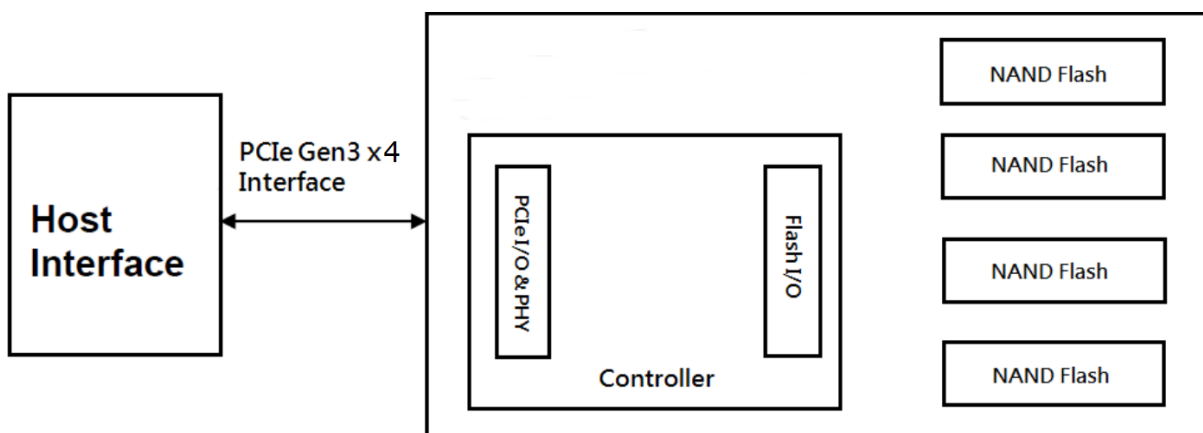 Host
Interface
PCIe Gen3 x4
Interface
PCIe I/O & PHY
Flash I/O
Controller
NAND Flash
NAND Flash
NAND Flash
NAND Flash